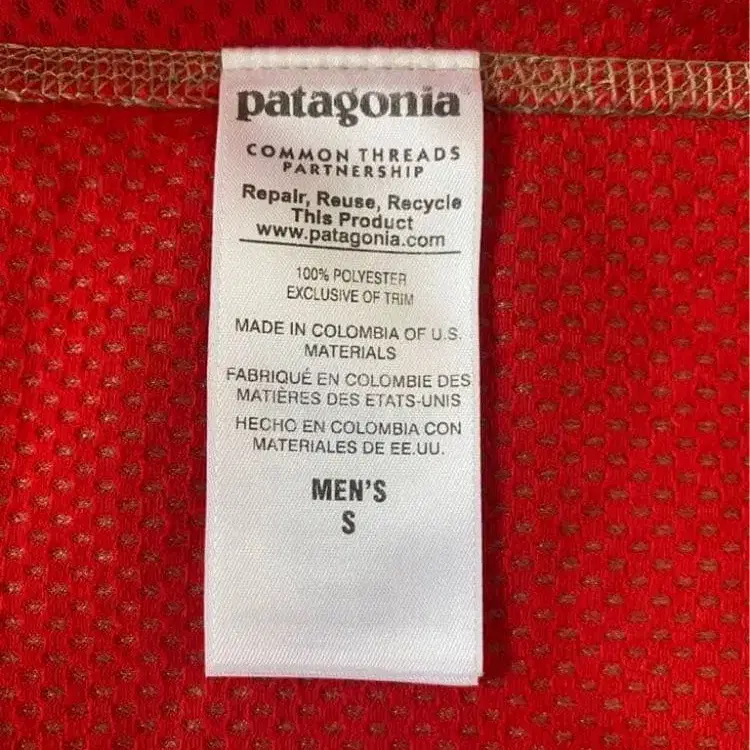 patagonia®
COMMON THREADS
PARTNERSHIP
Repair, Reuse, Recycle
This Product
www.patagonia.com
100% POLYESTER
EXCLUSIVE OF TRIM
MADE IN COLOMBIA OF U.S.
MATERIALS
FABRIQUÉ EN COLOMBIE DES
MATIÈRES DES ETATS-UNIS
HECHO EN COLOMBIA CON
MATERIALES DE EE.UU.
MEN'S
S